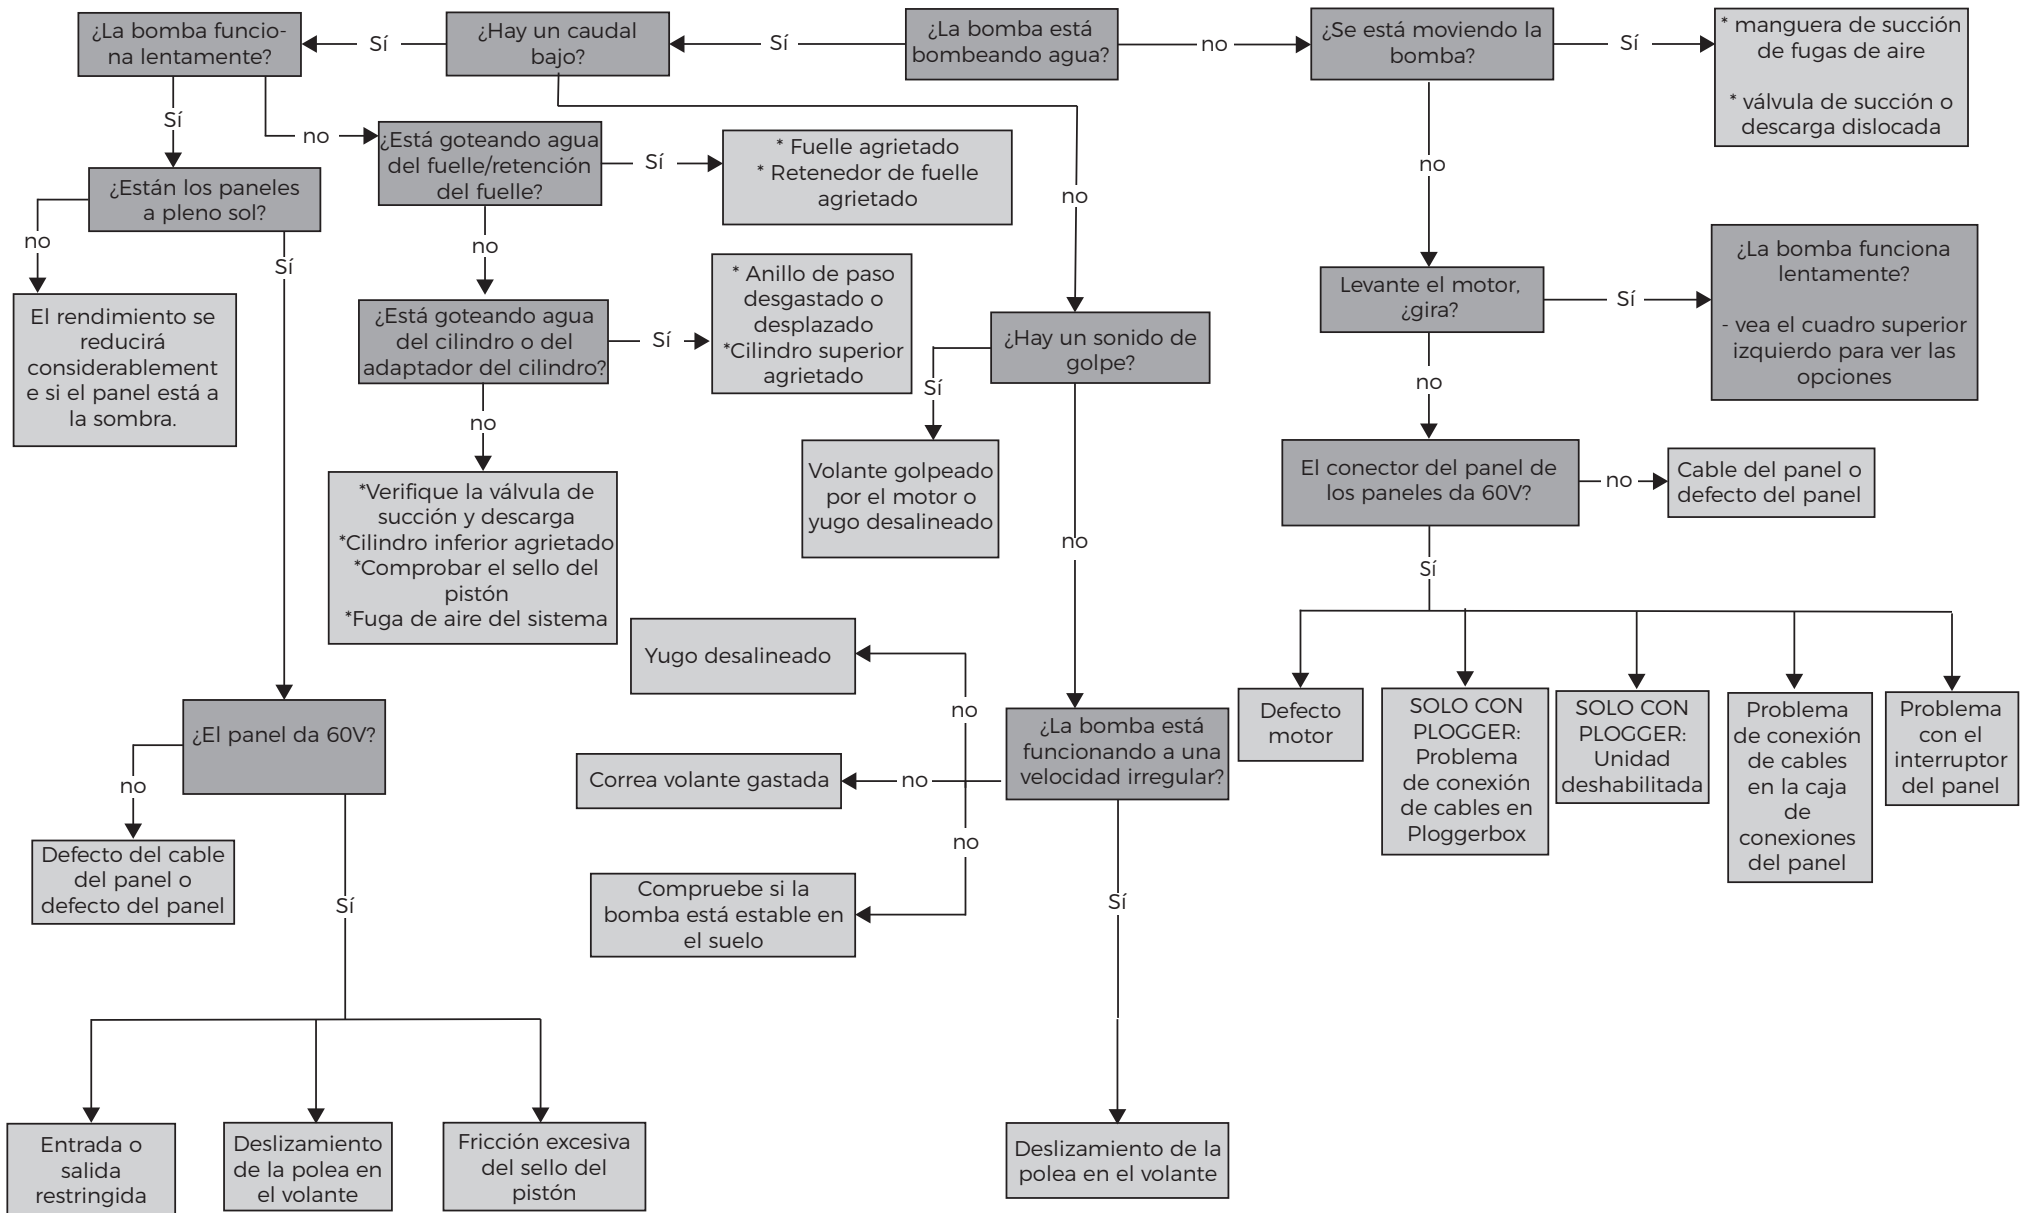 ¿La bomba funcio-
na lentamente?
Sí
¿Hay un caudal
bajo?
Sí
¿La bomba está
bombeando agua?
no
¿Se está moviendo la
bomba?
Sí
* manguera de succión
de fugas de aire
* válvula de succión o
descarga dislocada
Sí
no
¿Está goteando agua
del fuelle/retención
del fuelle?
Sí
* Fuelle agrietado
* Retenedor de fuelle
agrietado
no
no
¿Están los paneles
a pleno sol?
no
Sí
no
El rendimiento se
reducirá
considerablement
e si el panel está a
la sombra.
¿Está goteando agua
del cilindro o del
adaptador del cilindro?
Sí
* Anillo de paso
desgastado o
desplazado
*Cilindro superior
agrietado
no
*Verifique la válvula de
succión y descarga
*Cilindro inferior agrietado
*Comprobar el sello del
pistón
*Fuga de aire del sistema
¿Hay un sonido de
golpe?
Sí
Volante golpeado
por el motor o
yugo desalineado
no
Levante el motor,
¿gira?
Sí
¿La bomba funciona
lentamente?
- vea el cuadro superior
izquierdo para ver las
opciones
no
El conector del panel de
los paneles da 60V?
no
Cable del panel o
defecto del panel
Sí
Defecto
motor
SOLO CON
PLOGGER:
Problema
de conexión
de cables en
Ploggerbox
SOLO CON
PLOGGER:
Unidad
deshabilitada
Problema
de conexión
de cables
en la caja
de
conexiones
del panel
Problema
con el
interruptor
del panel
¿La bomba está
funcionando a una
velocidad irregular?
no
Yugo desalineado
no
Correa volante gastada
no
Compruebe si la
bomba está estable en
el suelo
Sí
Deslizamiento de la
polea en el volante
¿El panel da 60V?
no
Defecto del cable
del panel o
defecto del panel
Sí
Entrada o
salida
restringida
Deslizamiento
de la polea en
el volante
Fricción excesiva
del sello del
pistón